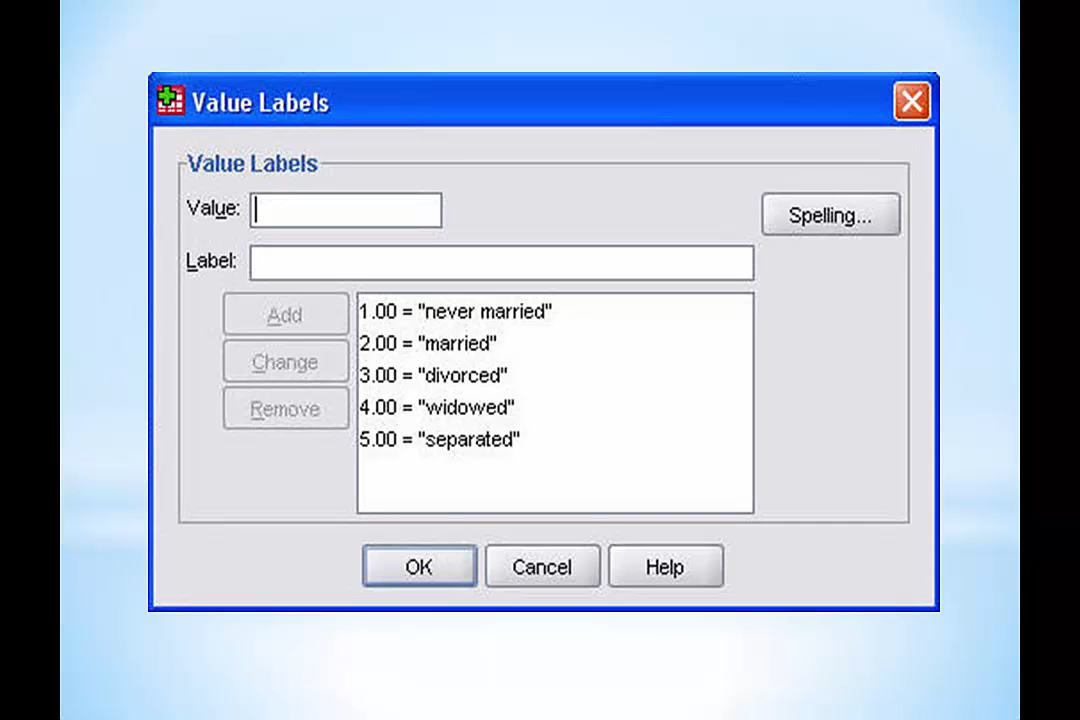 Value Labels
Value Labels
Value:
Spelling...
Label:
Add
1.00 = "never married"
Change
2.00 = "married"
3.00 = "divorced"
Remove
4.00 = "widowed"
5.00 = "separated"
OK
Cancel
Help